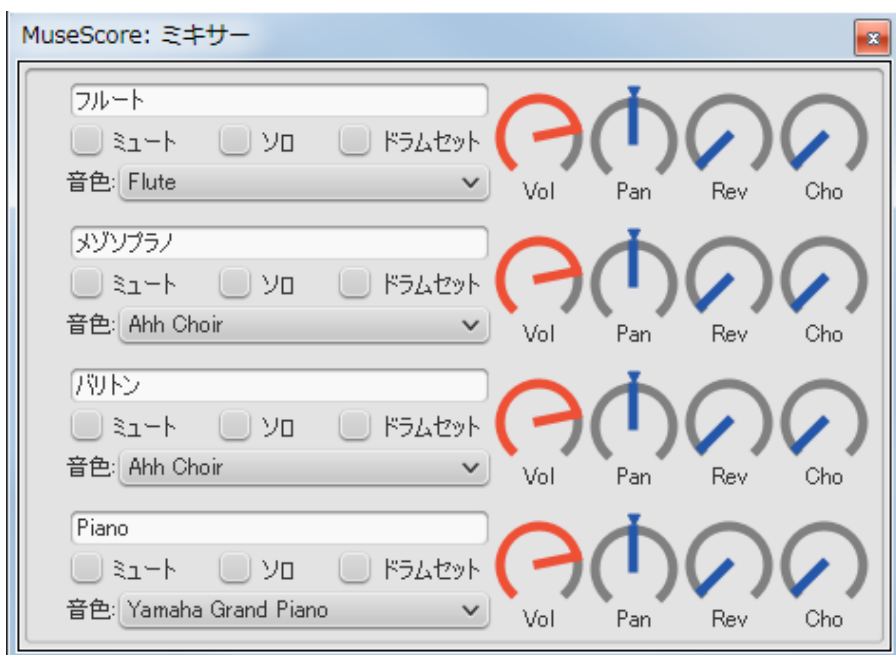 MuseScore: ミキサー
フルート
ミュート ソロ ドラムセット
音色: Flute
Vol Pan Rev Cho
メゾソプラノ
ミュート ソロ ドラムセット
音色: Ahh Choir
Vol Pan Rev Cho
バリトン
ミュート ソロ ドラムセット
音色: Ahh Choir
Vol Pan Rev Cho
Piano
ミュート ソロ ドラムセット
音色: Yamaha Grand Piano
Vol Pan Rev Cho